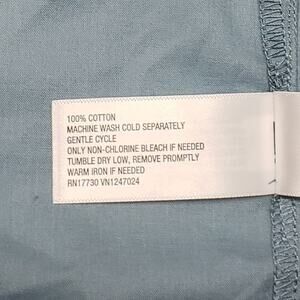 100% COTTON
MACHINE WASH COLD SEPARATELY
GENTLE CYCLE
ONLY NON-CHLORINE BLEACH IF NEEDED
TUMBLE DRY LOW, REMOVE PROMPTLY
WARM IRON IF NEEDED
RN17730 VN1247024